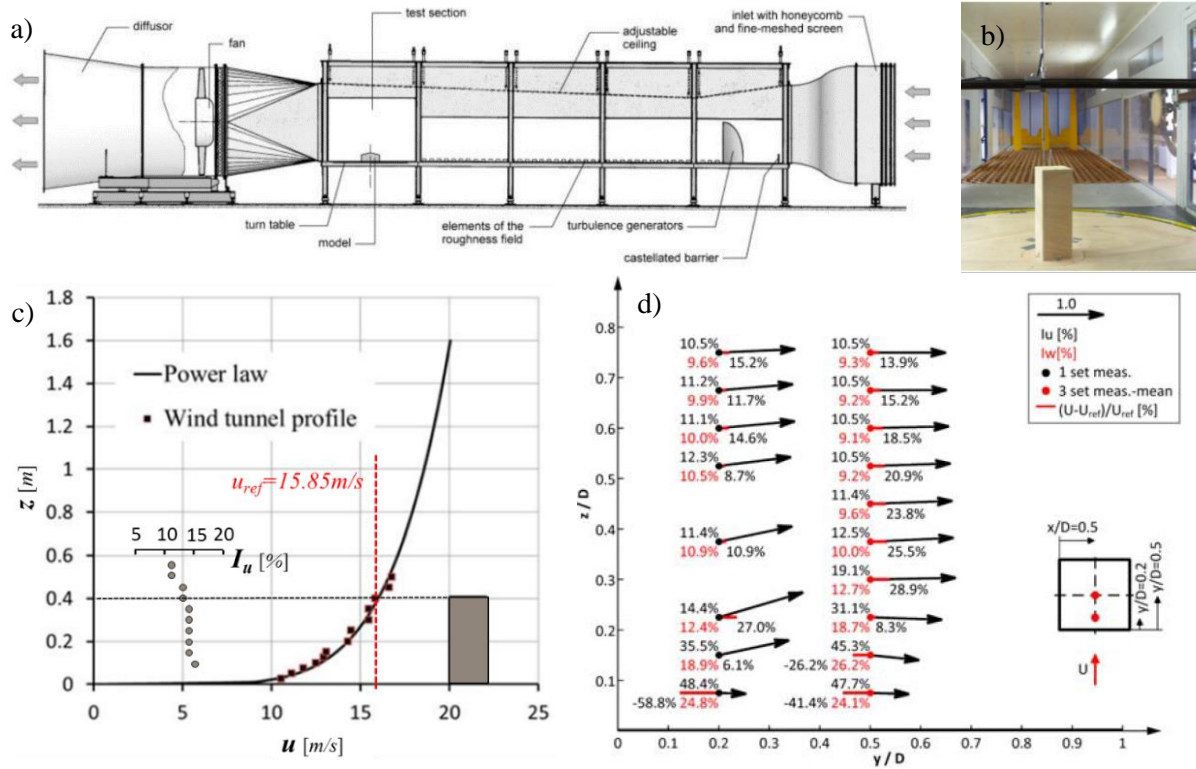 a)
diffusor
fan
test section
adjustable
ceiling
inlet with honeycomb
and fine-meshed screen
turn table
model
elements of the
roughness field
turbulence generators
castellated barrier
b)
c)
1.8
1.6
1.4
1.2
1
0.8
0.6
0.4
0.2
0
z [m]
Power law
Wind tunnel profile
u_ref=15.85m/s
5 10 15 20
I_u [%]
0 5 10 15 20 25
u [m/s]
d)
z / D
0.8
0.7
0.6
0.5
0.4
0.3
0.2
0.1
10.5%
9.6% 15.2%
11.2%
9.9% 11.7%
11.1%
10.0% 14.6%
12.3%
10.5% 8.7%
11.4%
10.9% 10.9%
14.4%
12.4% 27.0%
35.5%
18.9% 6.1%
48.4%
-58.8% 24.8%
10.5%
9.3% 13.9%
10.5%
9.2% 15.2%
10.5%
9.1% 18.5%
10.5%
9.2% 20.9%
11.4%
9.6% 23.8%
12.5%
10.0% 25.5%
19.1%
12.7% 28.9%
31.1%
18.7% 8.3%
45.3%
-26.2% 26.2%
47.7%
-41.4% 24.1%
0 0.1 0.2 0.3 0.4 0.5 0.6 0.7 0.8 0.9 1
y / D
1.0
Iu [%]
Iw[%]
1 set meas.
3 set meas.-mean
(U-U_ref)/U_ref [%]
x/D=0.5
y/D=0.2
y/D=0.5
U